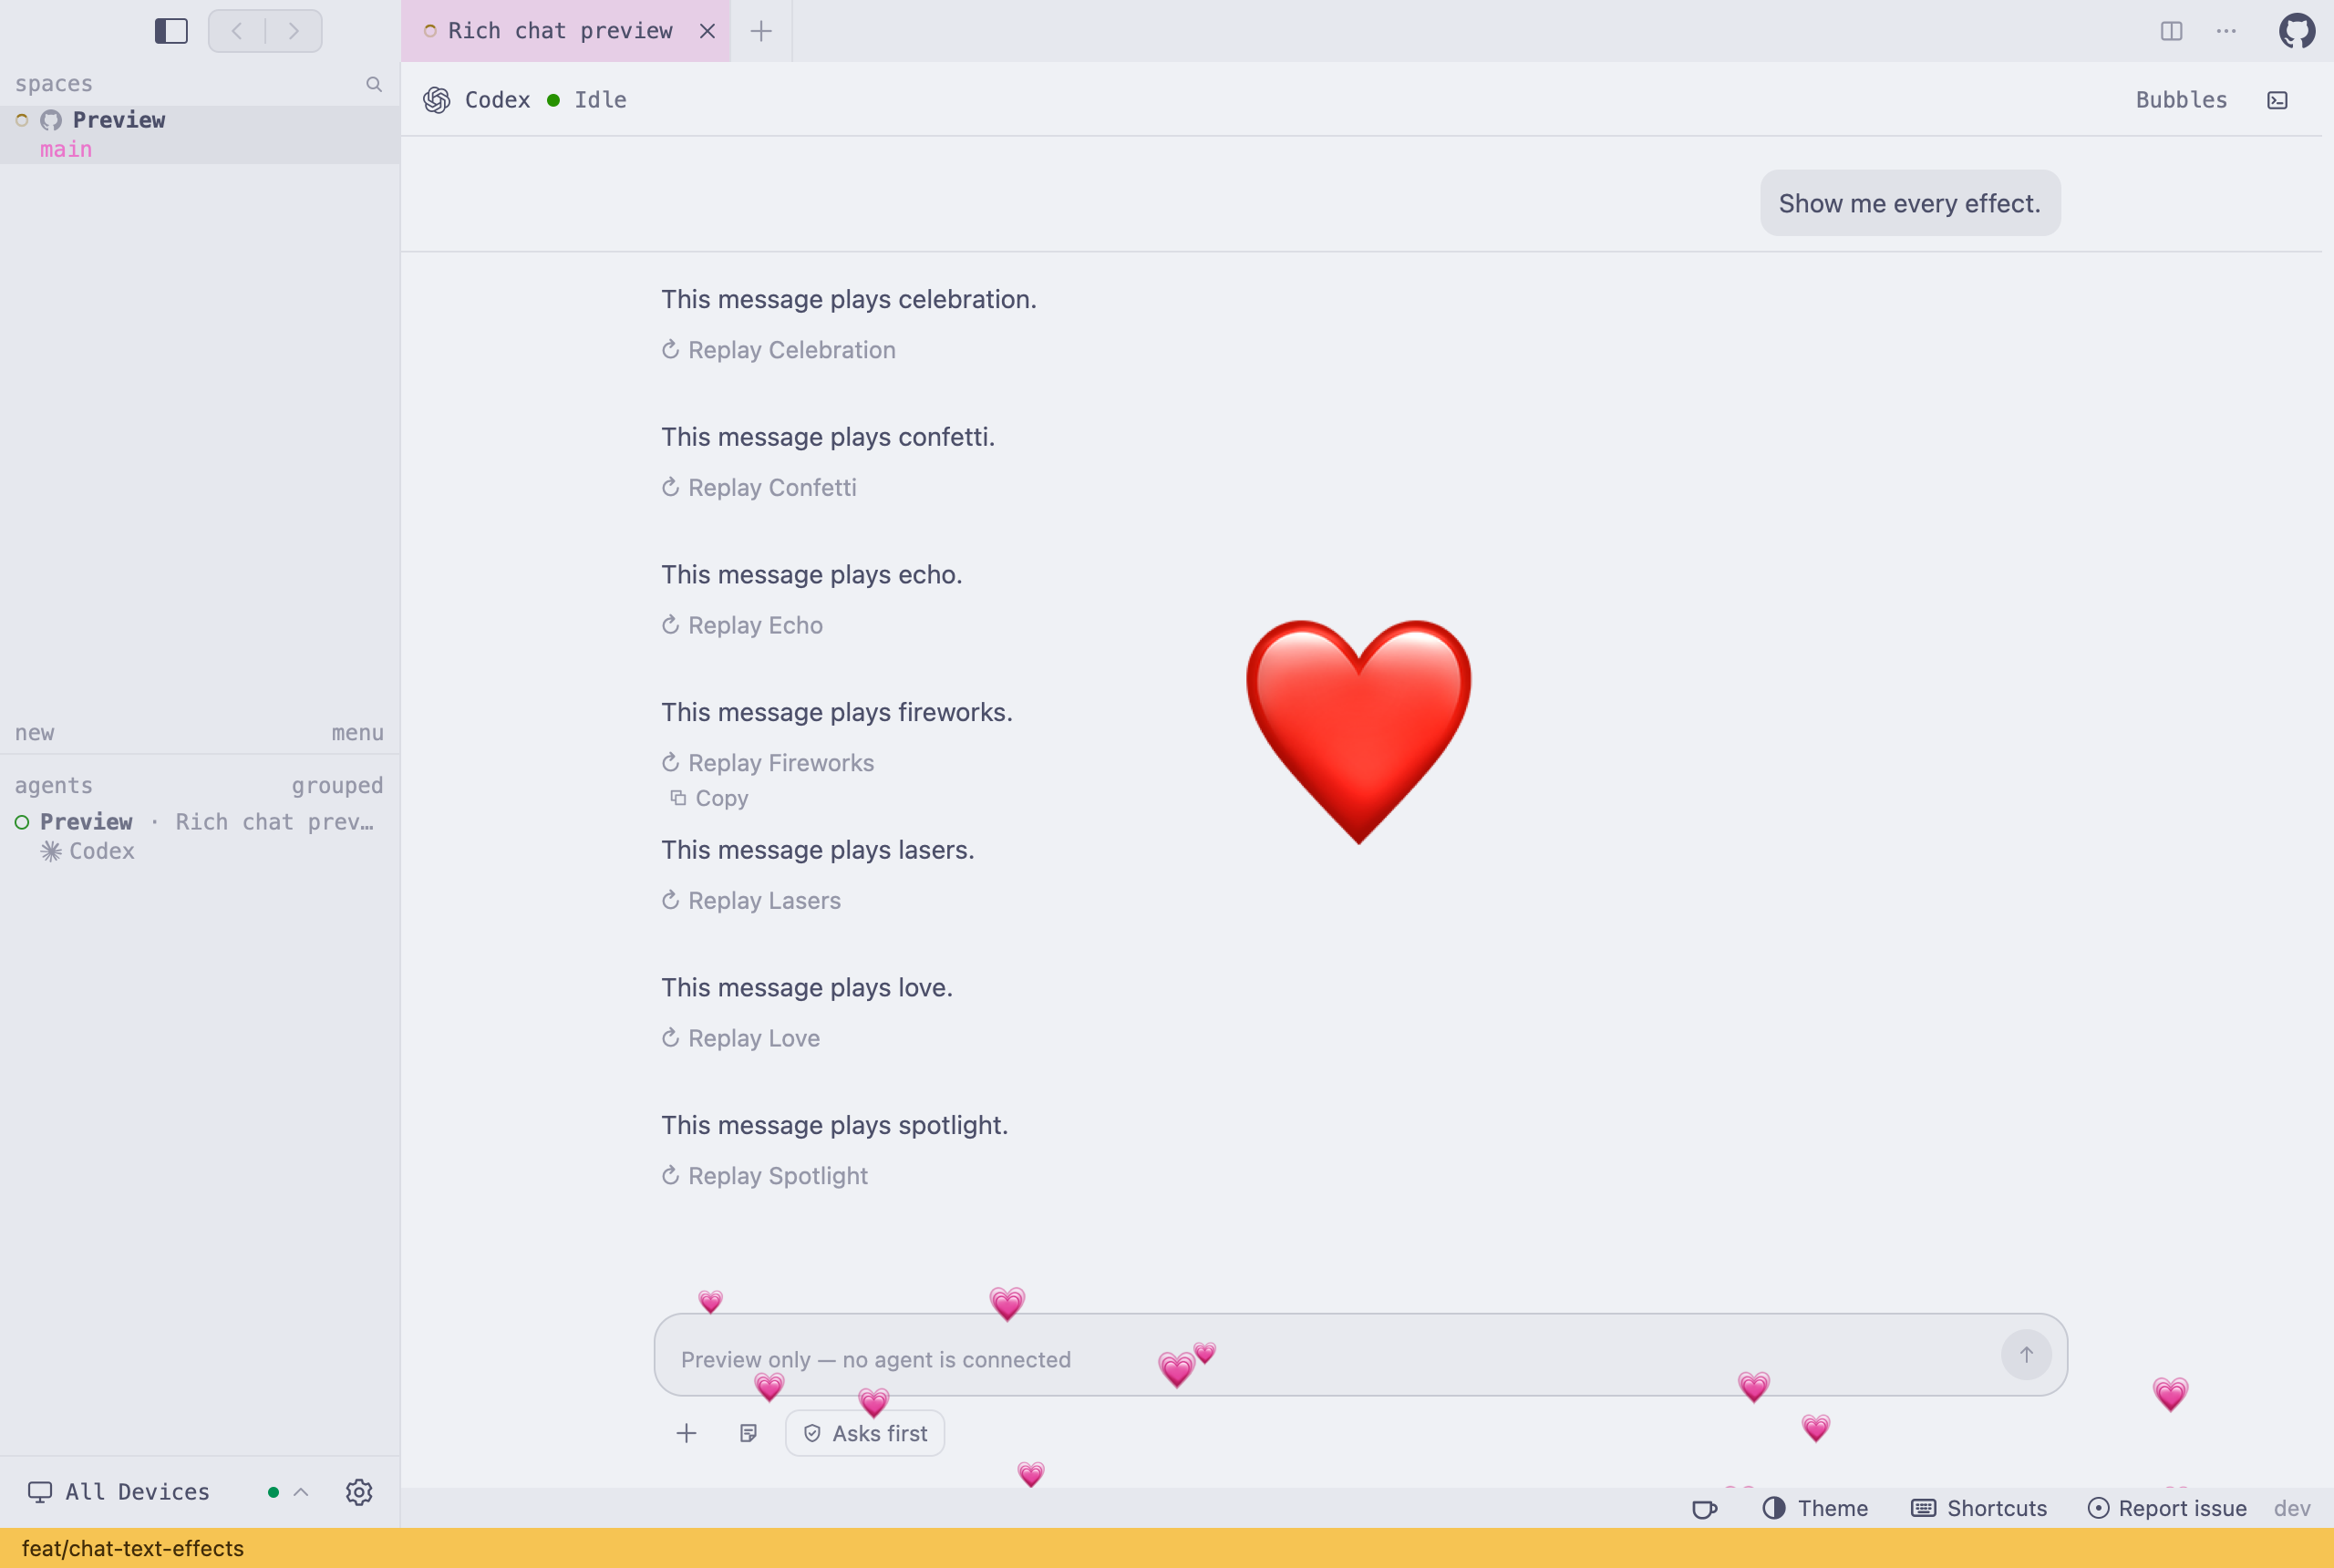 Rich chat preview
spaces
Preview
main
Codex
Idle
Bubbles
Show me every effect.
This message plays celebration.
Replay Celebration
This message plays confetti.
Replay Confetti
This message plays echo.
Replay Echo
This message plays fireworks.
Replay Fireworks
Copy
This message plays lasers.
Replay Lasers
This message plays love.
Replay Love
This message plays spotlight.
Replay Spotlight
new
menu
agents
grouped
Preview · Rich chat prev…
Codex
Preview only — no agent is connected
Asks first
All Devices
Theme
Shortcuts
Report issue
dev
feat/chat-text-effects